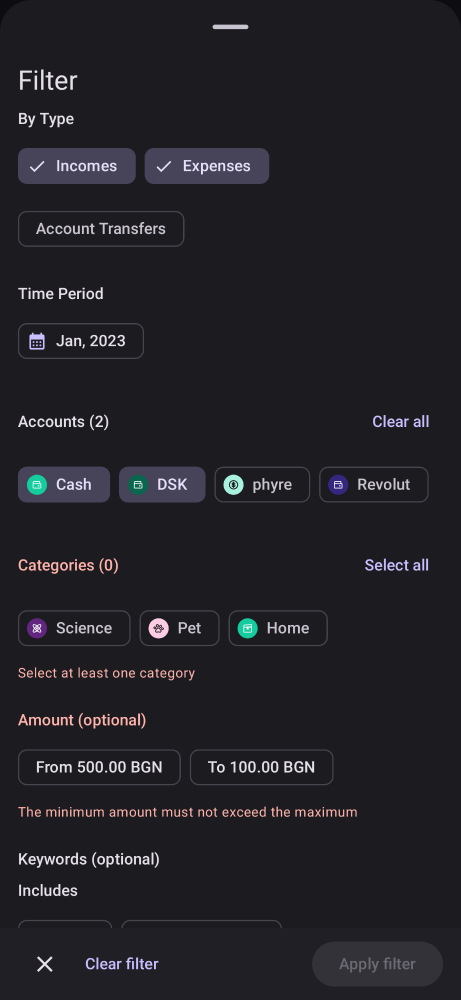 Filter
By Type
Incomes Expenses
Account Transfers
Time Period
Jan, 2023
Accounts (2) Clear all
Cash DSK phyre Revolut
Categories (0) Select all
Science Pet Home
Select at least one category
Amount (optional)
From 500.00 BGN To 100.00 BGN
The minimum amount must not exceed the maximum
Keywords (optional)
Includes
Clear filter Apply filter